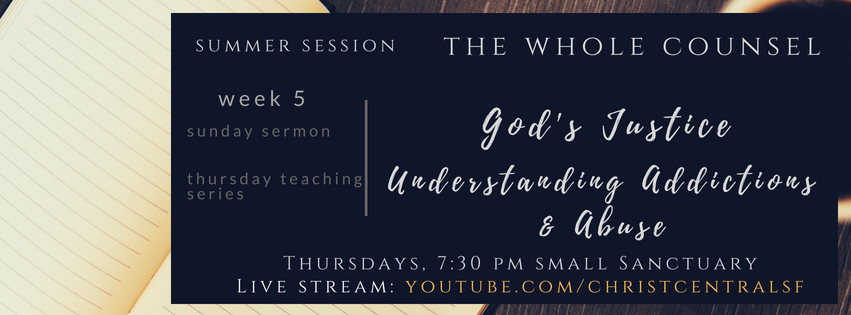 SUMMER SESSION
THE WHOLE COUNSEL
week 5
sunday sermon
God's Justice
thursday teaching
series
Understanding Addictions
& Abuse
THURSDAYS, 7:30 PM SMALL SANCTUARY
LIVE STREAM: YOUTUBE.COM/CHRISTCENTRALSF